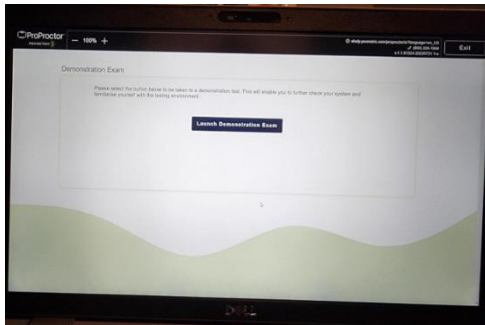 ProProctor
— 100% +
Exit
Demonstration Exam
Please select the button below to be taken to a demonstration test. This will enable you to further check your system and
familiarize yourself with the testing environment.
Launch Demonstration Exam
DELL